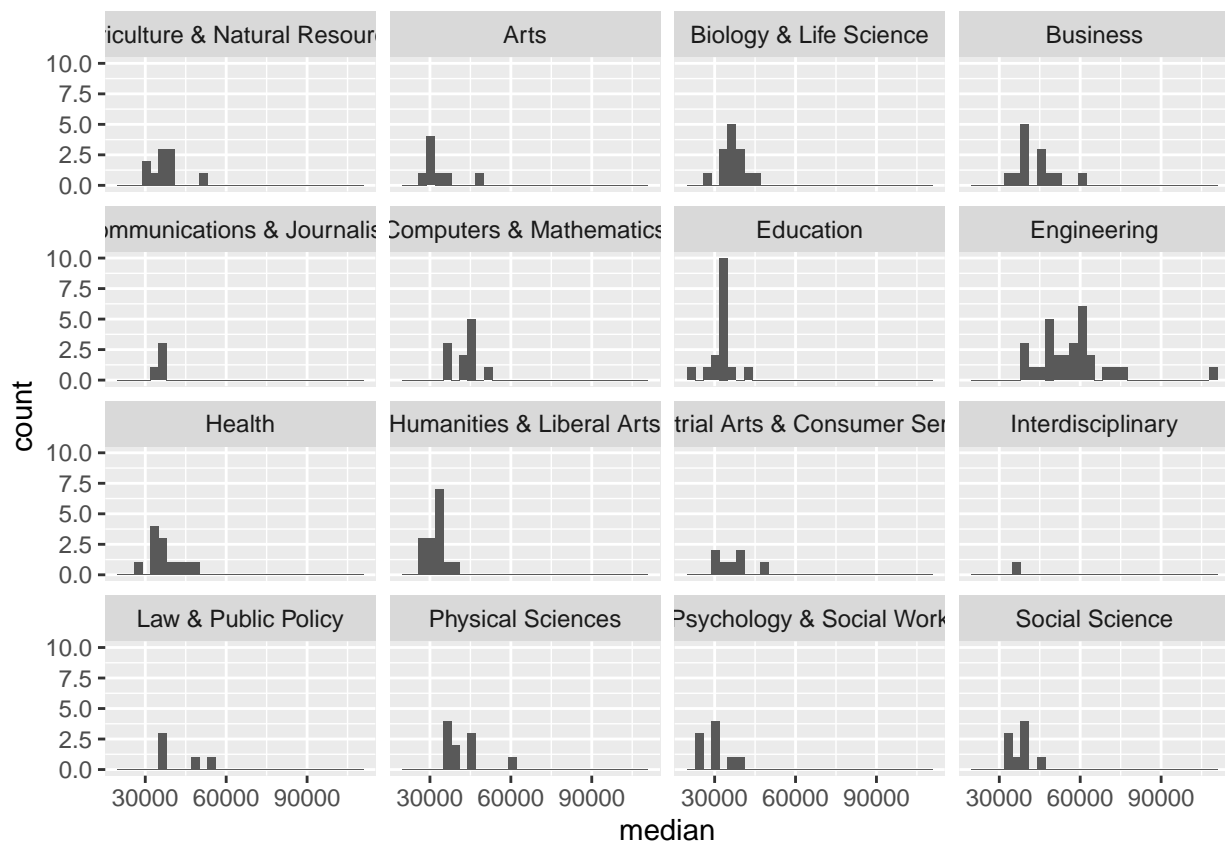 riculture & Natural Resour
Arts
Biology & Life Science
Business
10.0
7.5
5.0
2.5
0.0
ommunications & Journalis
Computers & Mathematics
Education
Engineering
10.0
7.5
5.0
2.5
0.0
count
Health
Humanities & Liberal Arts
trial Arts & Consumer Ser
Interdisciplinary
10.0
7.5
5.0
2.5
0.0
Law & Public Policy
Physical Sciences
Psychology & Social Work
Social Science
10.0
7.5
5.0
2.5
0.0
30000 60000 90000 30000 60000 90000 30000 60000 90000 30000 60000 90000
median